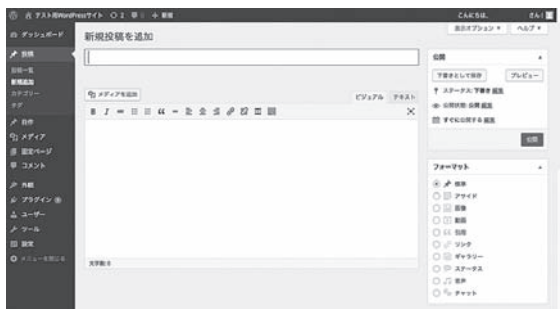 テスト用WordPressサイト 1 0 + 新規
こんにちは、
表示オプション ▼ ヘルプ ▼
ダッシュボード
投稿
投稿一覧
新規追加
カテゴリー
タグ
メディア
固定ページ
コメント
外観
プラグイン
ユーザー
ツール
設定
メニューを閉じる
新規投稿を追加
メディアを追加
ビジュアル テキスト
B I
文字数: 0
公開
下書きとして保存 プレビュー
ステータス: 下書き 編集
公開状態: 公開 編集
すぐに公開する 編集
公開
フォーマット
標準
アサイド
画像
動画
引用
リンク
ギャラリー
ステータス
音声
チャット